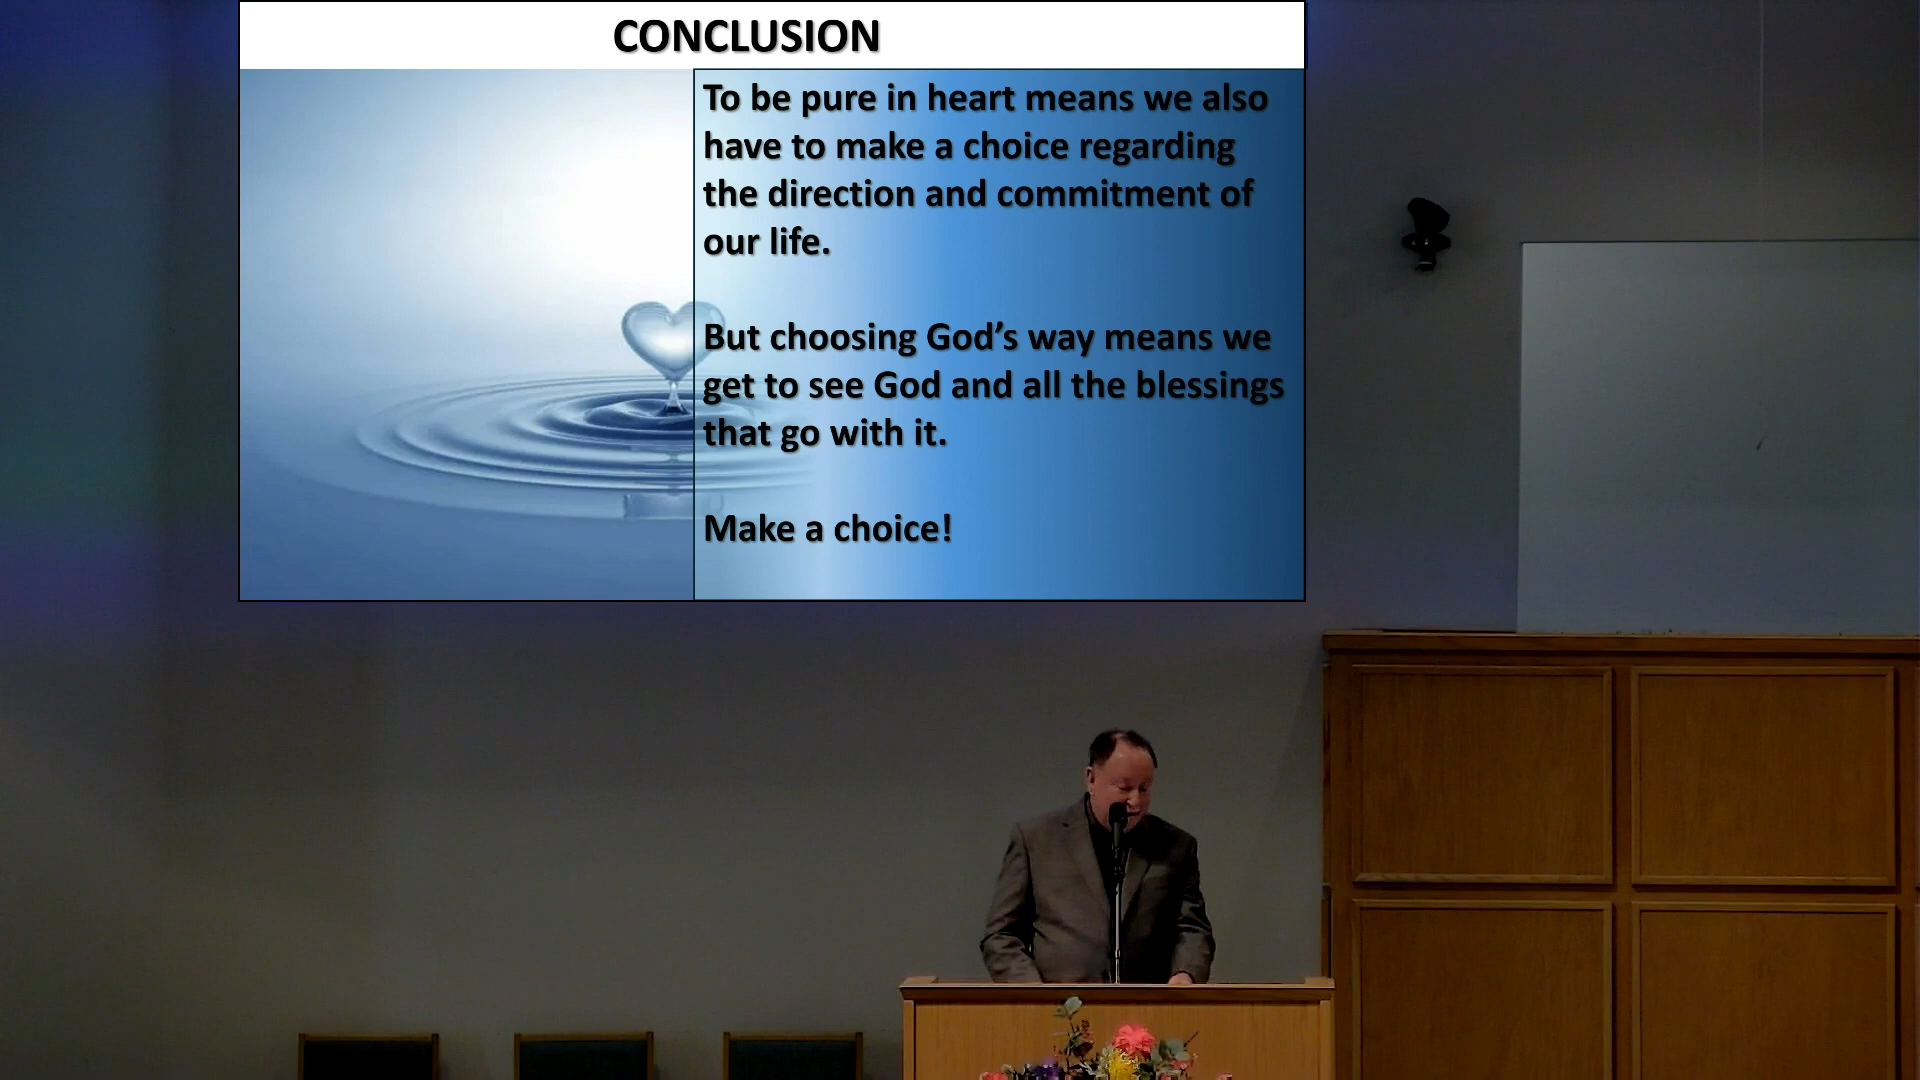 CONCLUSION
To be pure in heart means we also
have to make a choice regarding
the direction and commitment of
our life.
But choosing God’s way means we
get to see God and all the blessings
that go with it.
Make a choice!